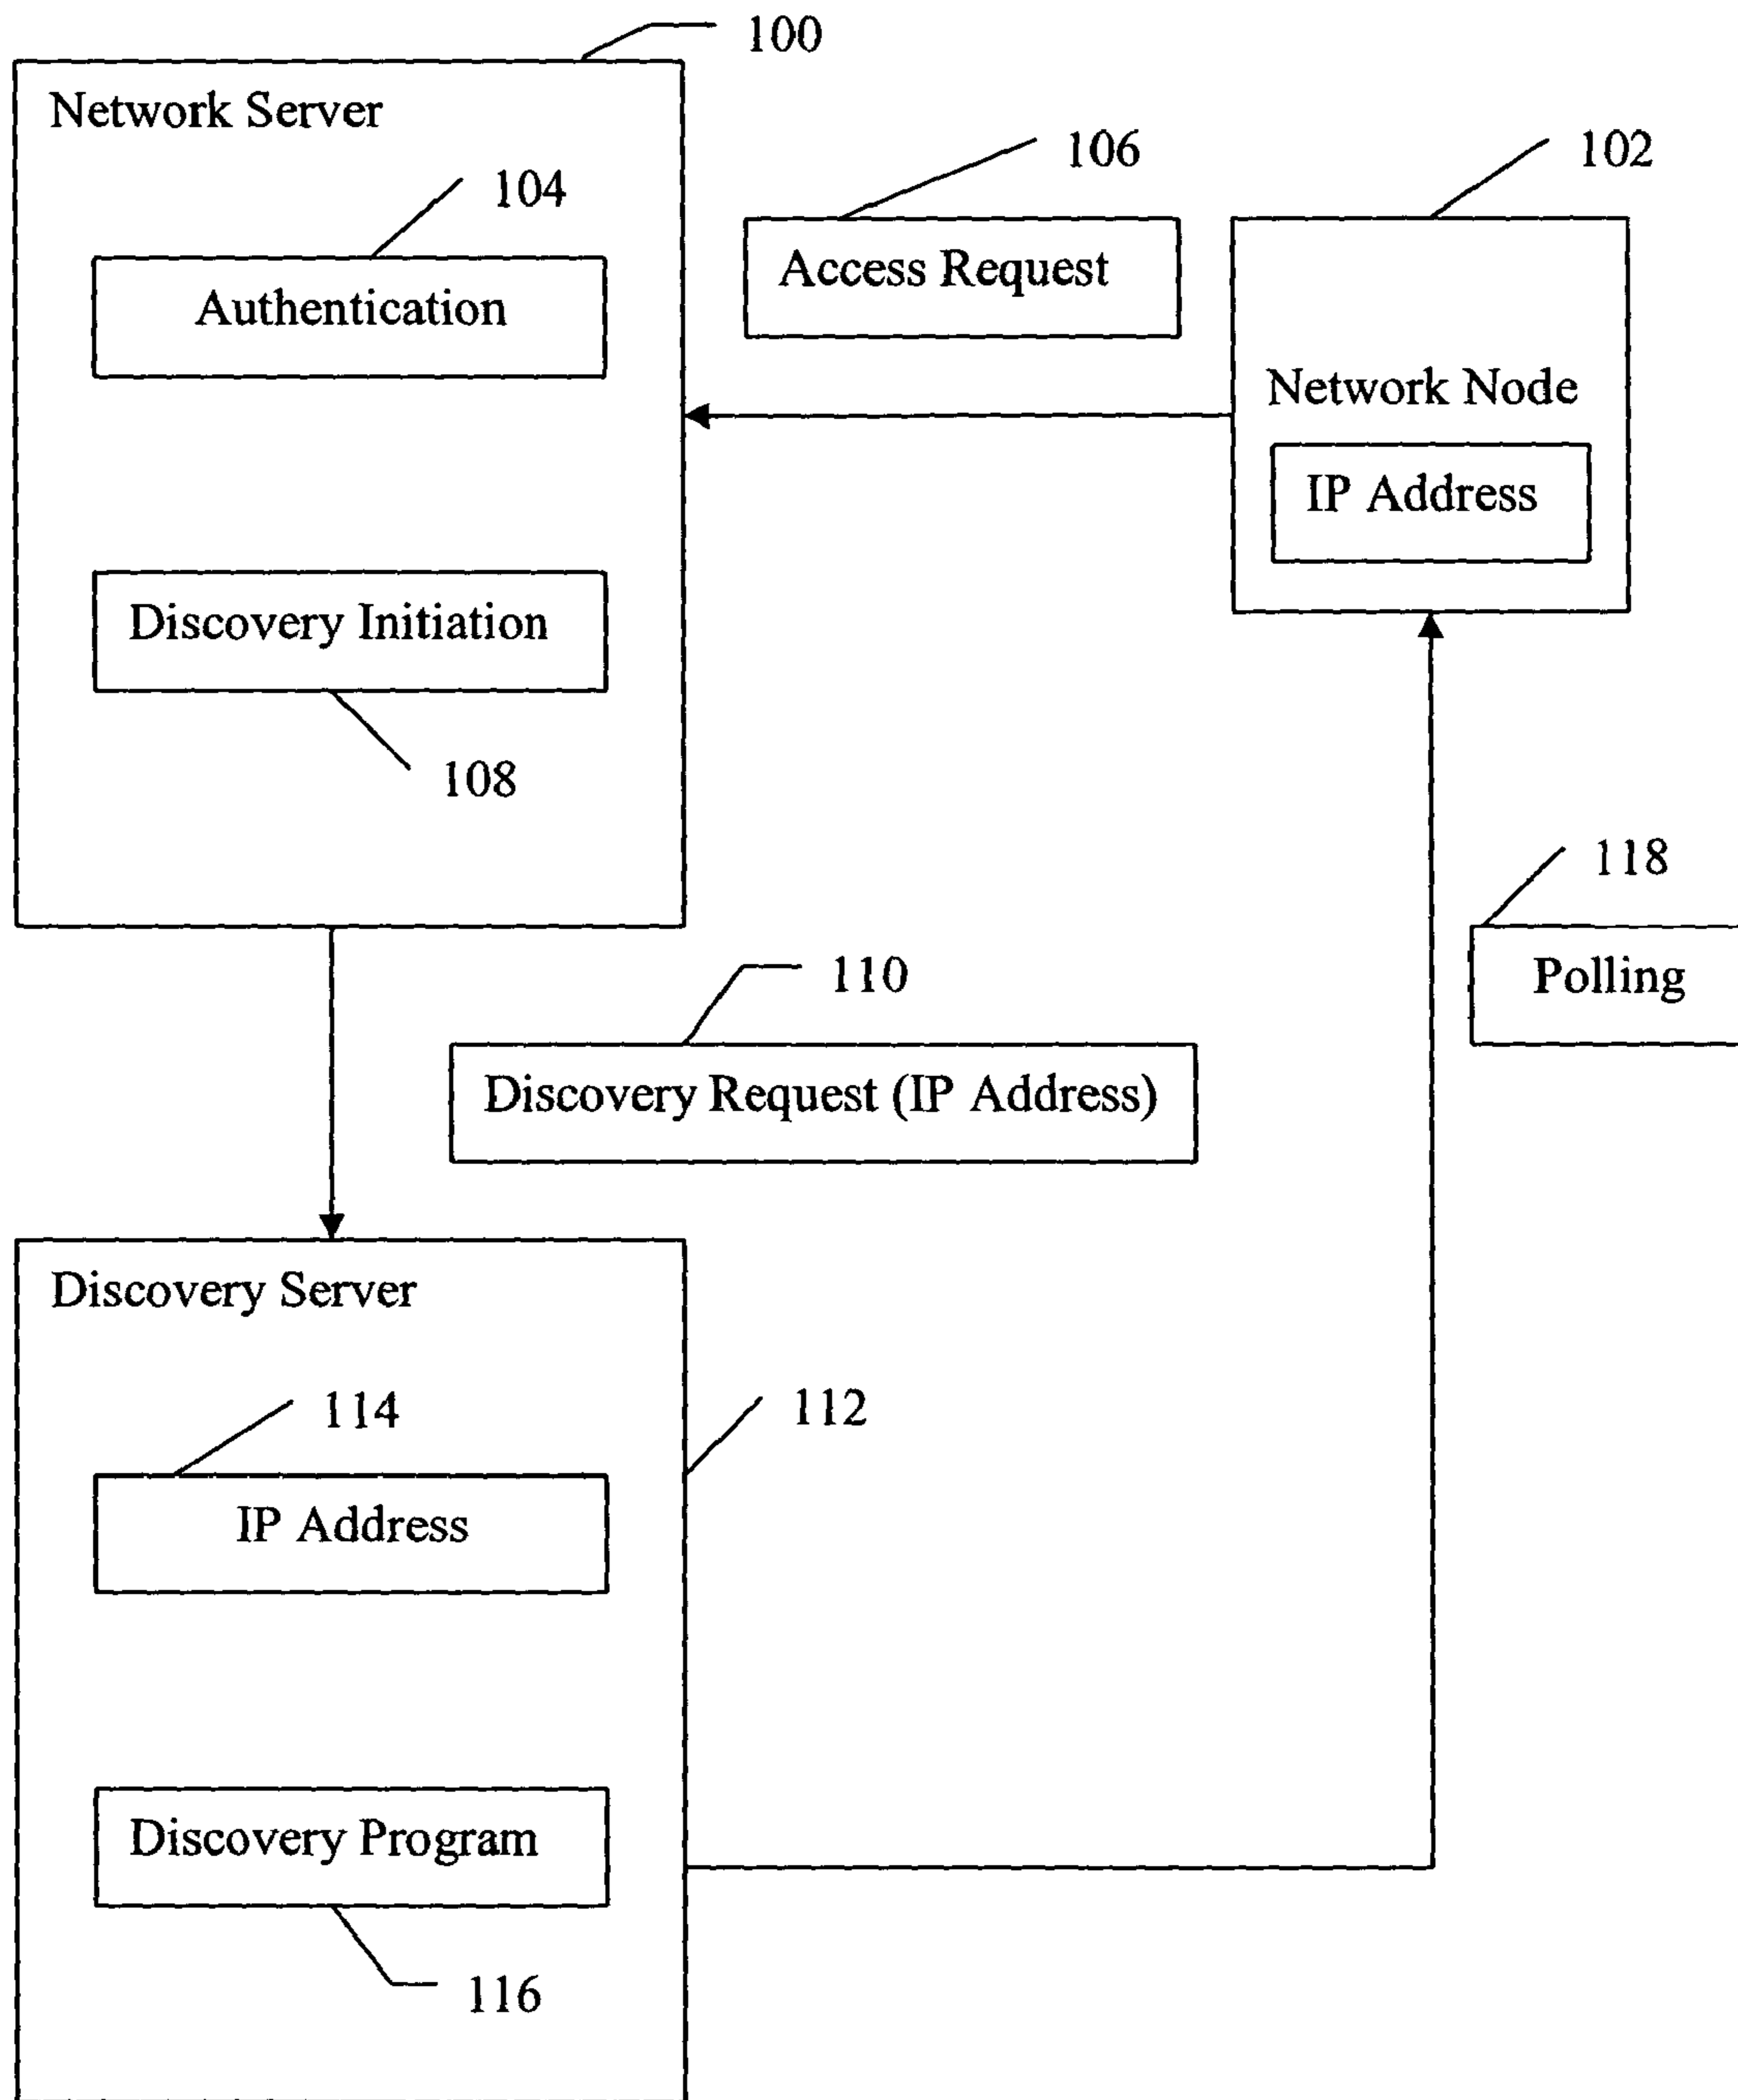 100
Network Server
106
102
104
Access Request
Authentication
Network Node
IP Address
Discovery Initiation
108
118
110
Polling
Discovery Request (IP Address)
Discovery Server
114
112
IP Address
Discovery Program
116